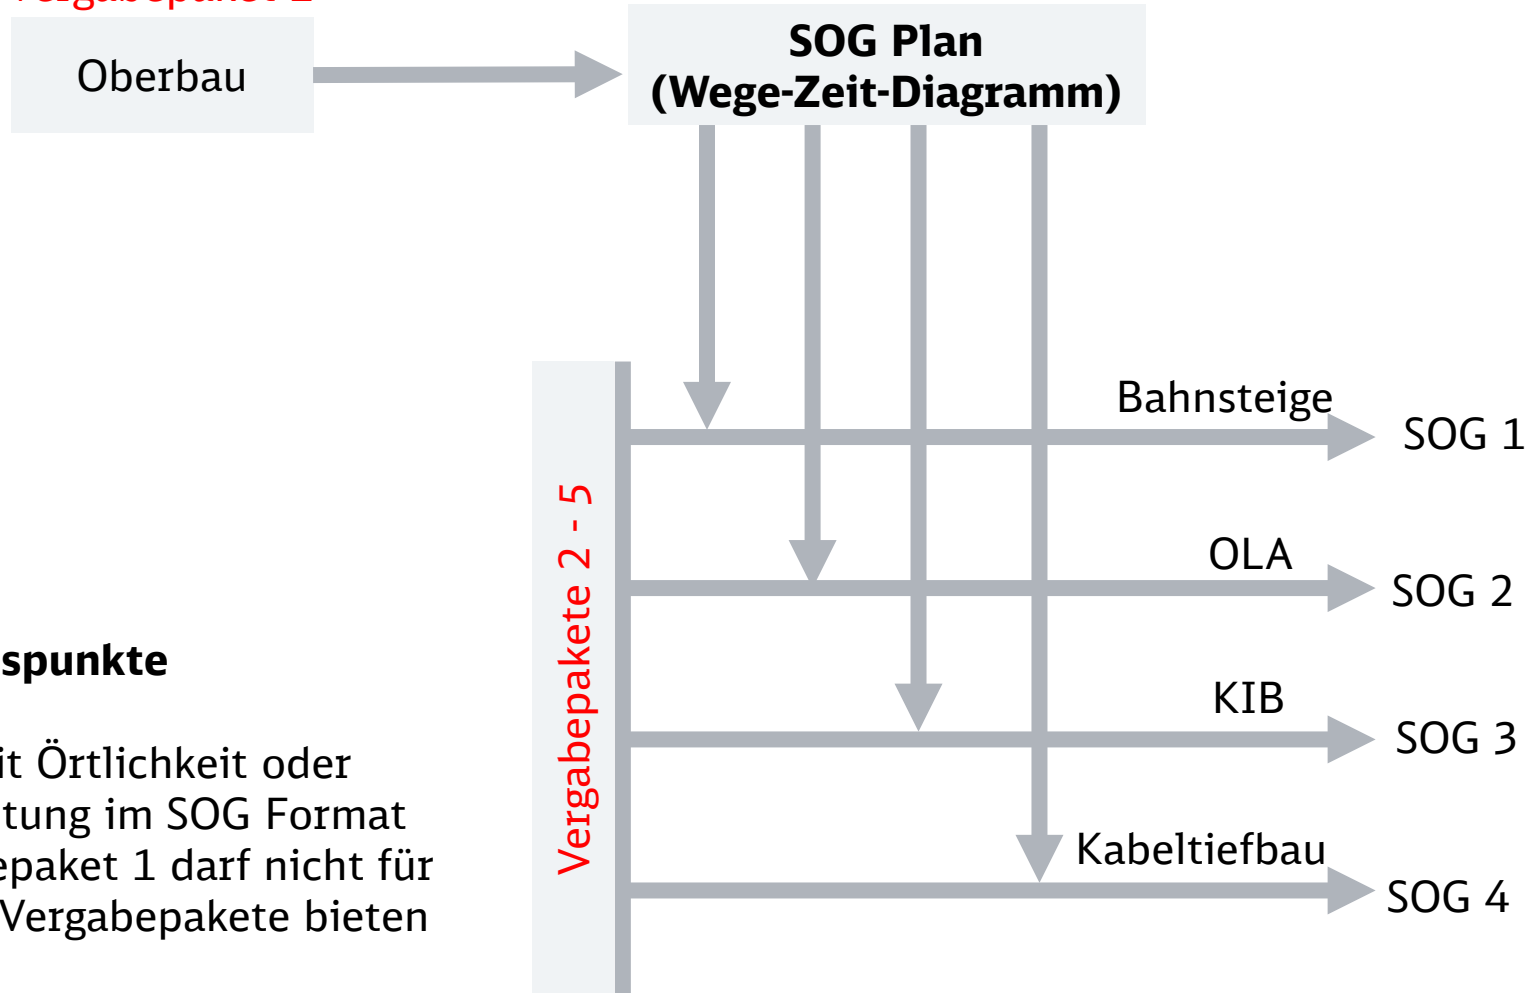 Oberbau
SOG Plan
(Wege-Zeit-Diagramm)
Bahnsteige
SOG 1
OLA
SOG 2
Vergabepakete 2 - 5
KIB
SOG 3
Kabeltiefbau
SOG 4
spunkte
it Örtlichkeit oder
tung im SOG Format
epaket 1 darf nicht für
Vergabepakete bieten